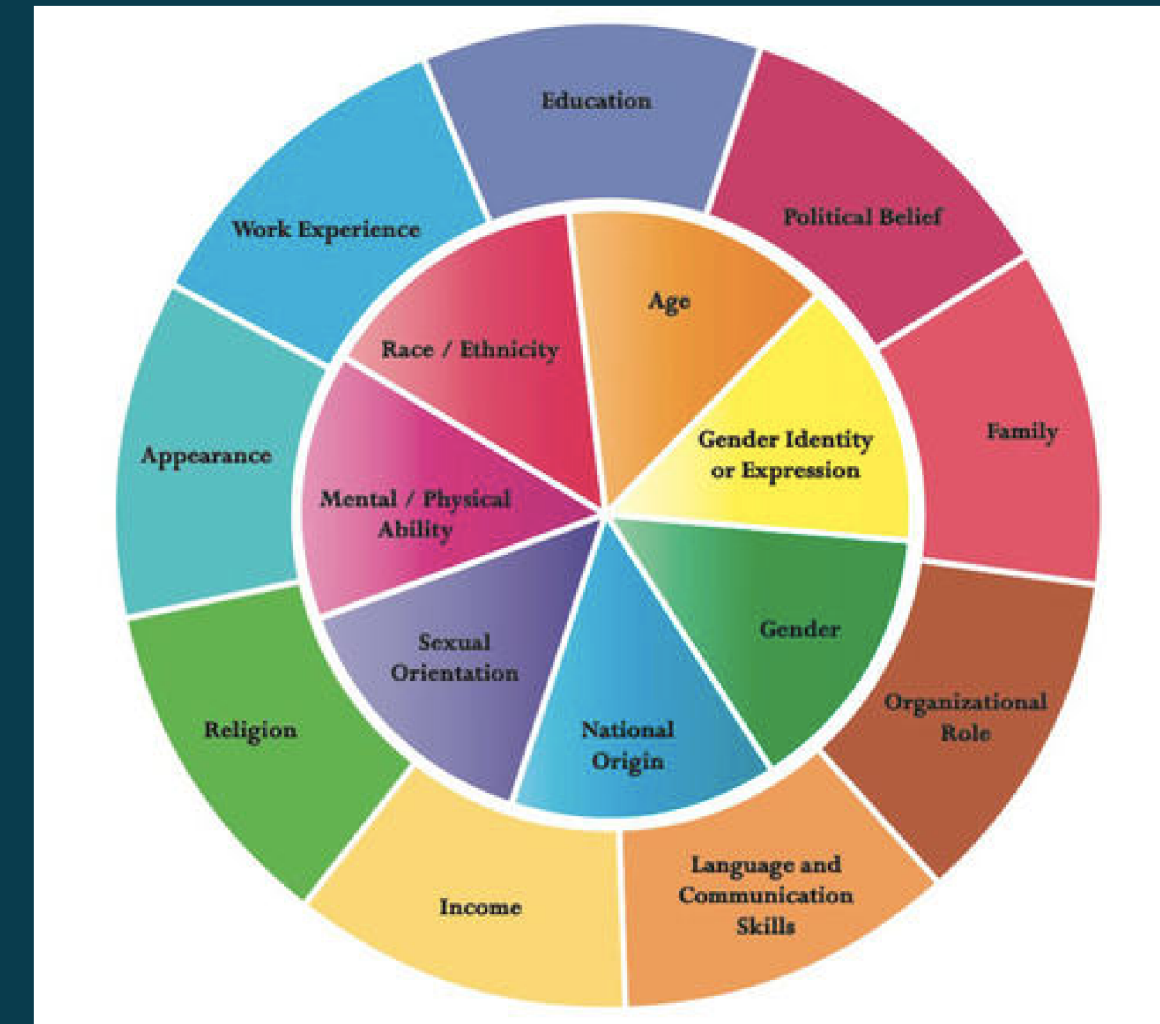 Education
Political Belief
Family
Organizational
Role
Language and
Communication
Skills
Income
Religion
Appearance
Work Experience
Age
Gender Identity
or Expression
Gender
National
Origin
Sexual
Orientation
Mental / Physical
Ability
Race / Ethnicity